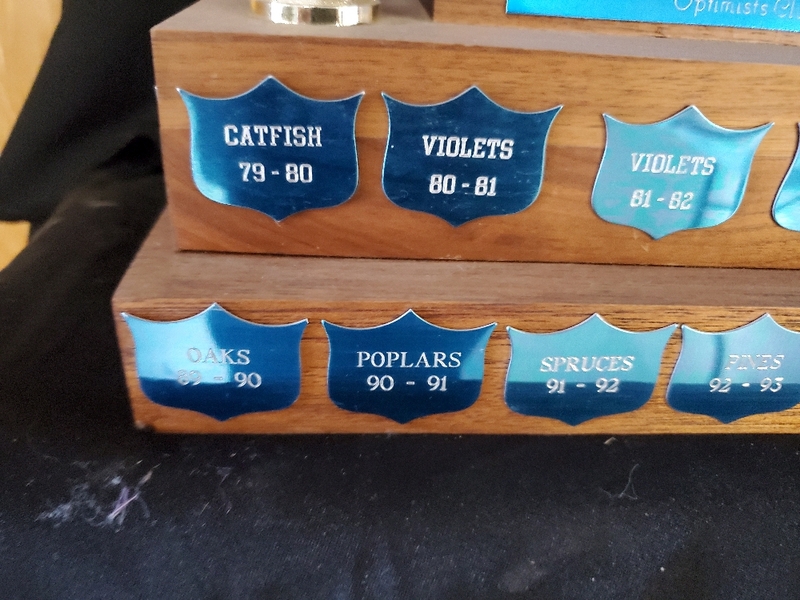 Optimists
CATFISH
79 - 80
VIOLETS
80 - 81
VIOLETS
81 - 82
OAKS
89 - 90
POPLARS
90 - 91
SPRUCES
91 - 92
PINES
92 - 93